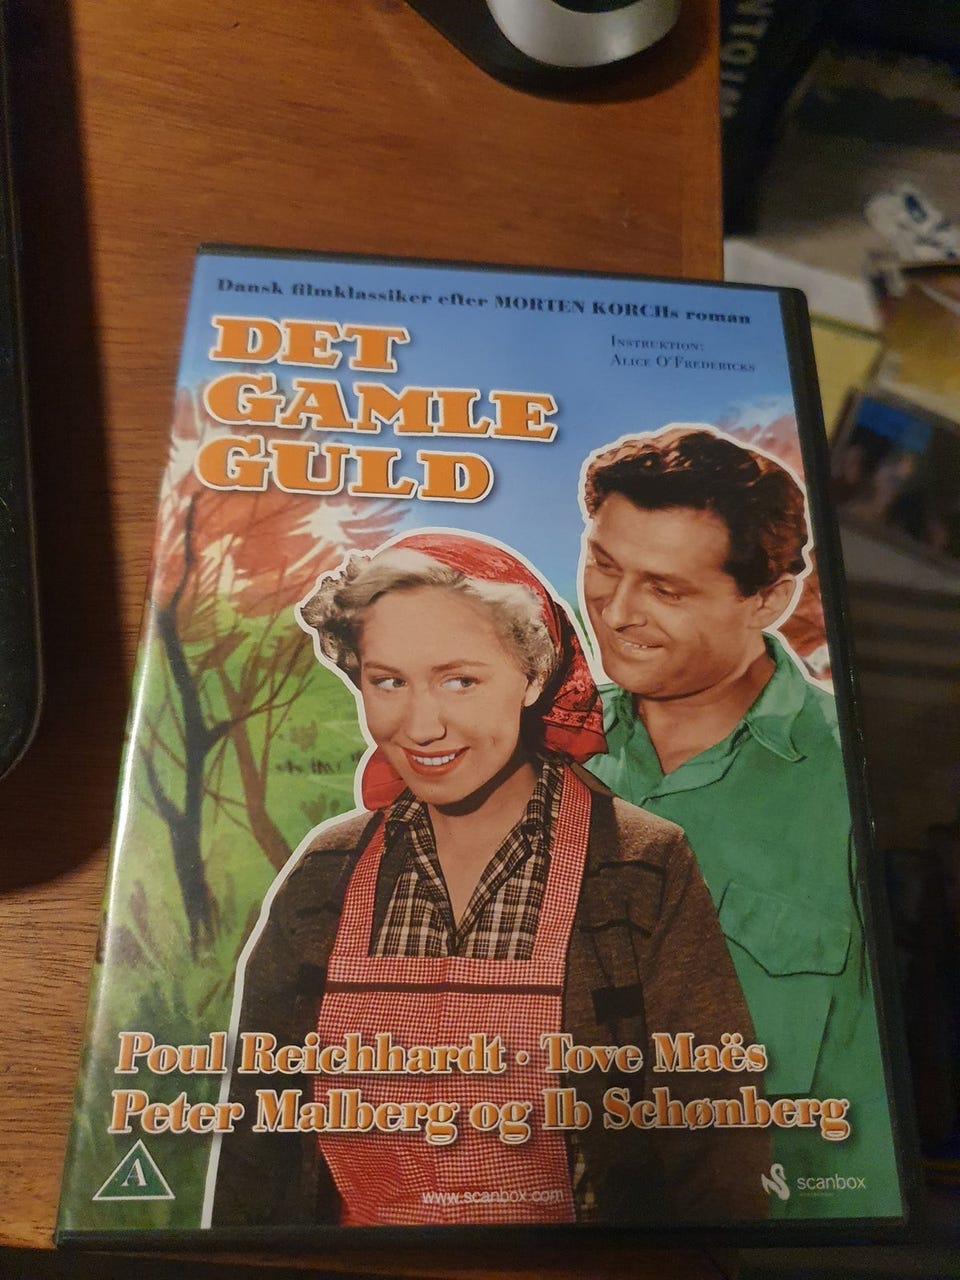 Dansk filmklassiker efter MORTEN KORCHs roman
INSTRUKTION:
ALICE O'FREDERICKS
DET
GAMLE
GULD
Poul Reichhardt · Tove Maës
Peter Malberg og Ib Schønberg
A
www.scanbox.com
scanbox